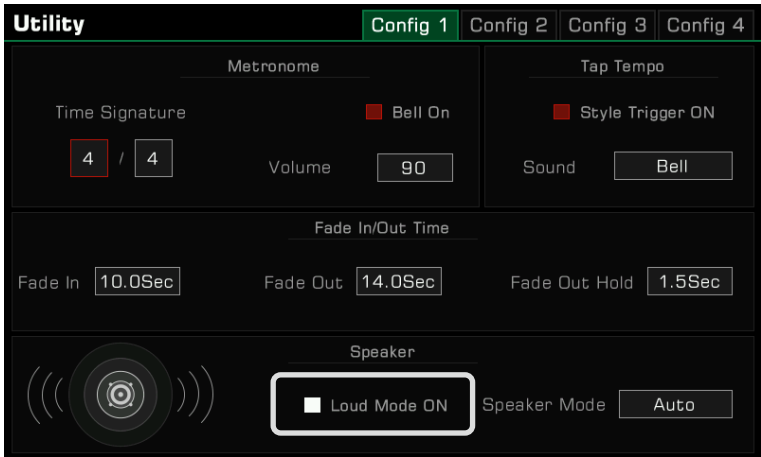 Utility
Config 1 Config 2 Config 3 Config 4
Metronome
Time Signature
4 / 4
Bell On
Volume 90
Tap Tempo
Style Trigger ON
Sound Bell
Fade In/Out Time
Fade In 10.0Sec Fade Out 14.0Sec Fade Out Hold 1.5Sec
Speaker
Loud Mode ON Speaker Mode Auto